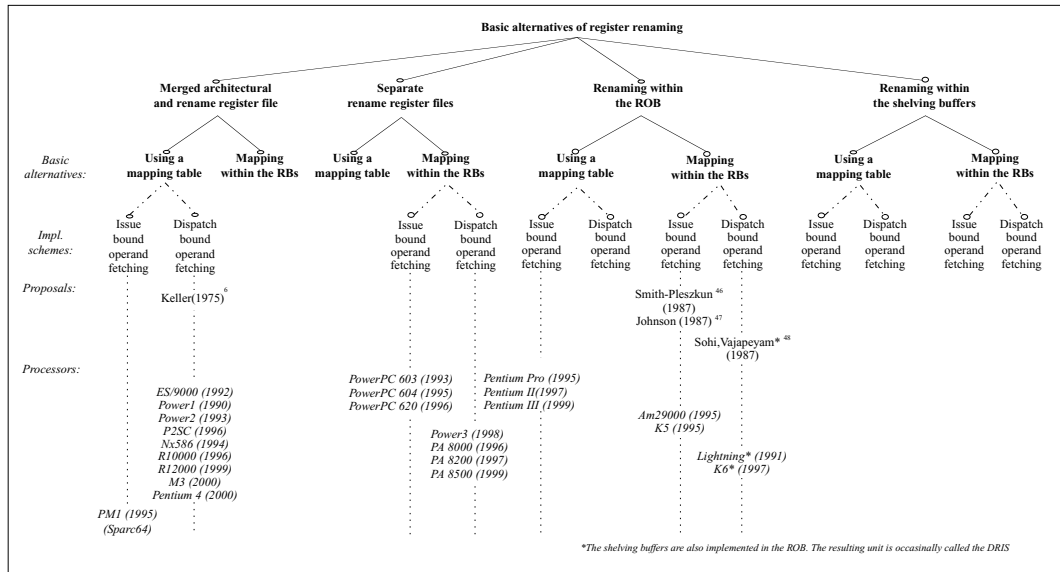 Basic alternatives of register renaming
Merged architectural
and rename register file
Separate
rename register files
Renaming within
the ROB
Renaming within
the shelving buffers
Basic
alternatives:
Using a
mapping table
Mapping
within the RBs
Using a
mapping table
Mapping
within the RBs
Using a
mapping table
Mapping
within the RBs
Using a
mapping table
Mapping
within the RBs
Impl.
schemes:
Issue
bound
operand
fetching
Dispatch
bound
operand
fetching
Issue
bound
operand
fetching
Dispatch
bound
operand
fetching
Issue
bound
operand
fetching
Dispatch
bound
operand
fetching
Issue
bound
operand
fetching
Dispatch
bound
operand
fetching
Issue
bound
operand
fetching
Dispatch
bound
operand
fetching
Issue
bound
operand
fetching
Dispatch
bound
operand
fetching
Proposals:
Keller(1975) 6
Smith-Pleszkun 46
(1987)
Johnson (1987) 47
Sohi,Vajapeyam* 48
(1987)
Processors:
ES/9000 (1992)
Power1 (1990)
Power2 (1993)
P2SC (1996)
Nx586 (1994)
R10000 (1996)
R12000 (1999)
M3 (2000)
Pentium 4 (2000)
PM1 (1995)
(Sparc64)
PowerPC 603 (1993)
PowerPC 604 (1995)
PowerPC 620 (1996)
Power3 (1998)
PA 8000 (1996)
PA 8200 (1997)
PA 8500 (1999)
Pentium Pro (1995)
Pentium II(1997)
Pentium III (1999)
Am29000 (1995)
K5 (1995)
Lightning* (1991)
K6* (1997)
*The shelving buffers are also implemented in the ROB. The resulting unit is occasinally called the DRIS